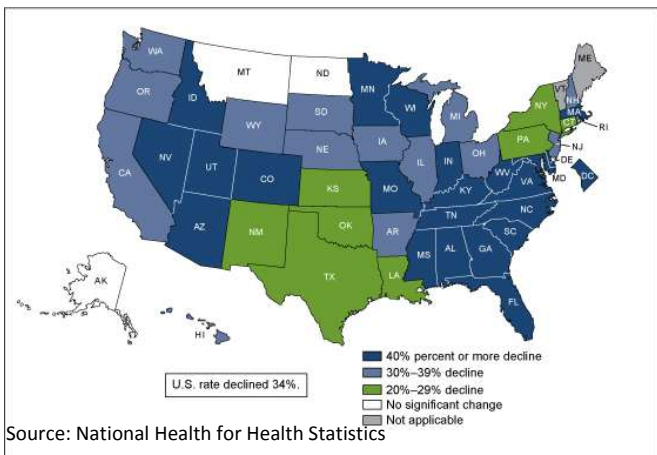 WA
OR
CA
ID
NV
UT
AZ
MT
WY
CO
NM
ND
SD
NE
KS
OK
TX
MN
IA
MO
AR
LA
WI
IL
MI
IN
OH
KY
TN
MS
AL
GA
FL
SC
NC
VA
WV
PA
NY
VT
NH
ME
MA
CT
RI
NJ
DE
MD
DC
AK
HI
U.S. rate declined 34%.
40% percent or more decline
30%–39% decline
20%–29% decline
No significant change
Not applicable
Source: National Health for Health Statistics